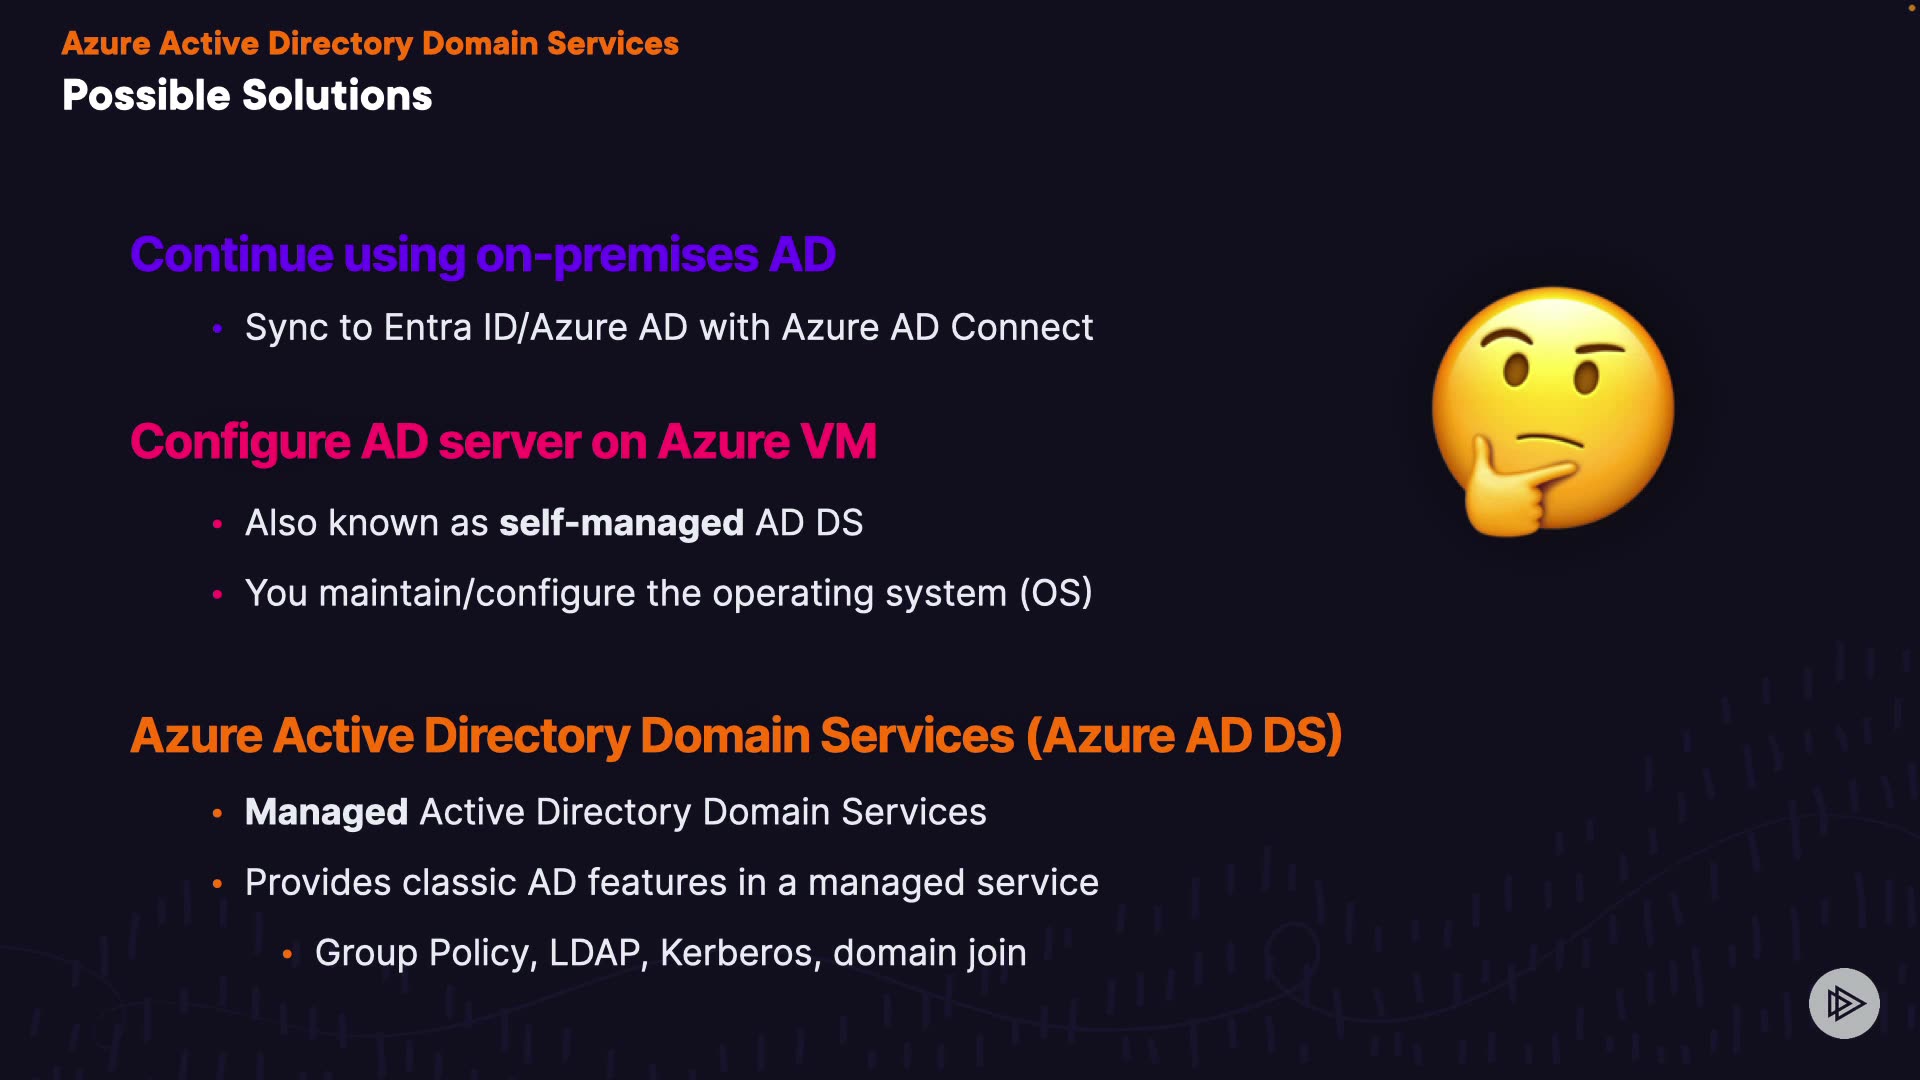 Azure Active Directory Domain Services
Possible Solutions
Continue using on-premises AD
• Sync to Entra ID/Azure AD with Azure AD Connect
Configure AD server on Azure VM
• Also known as self-managed AD DS
• You maintain/configure the operating system (OS)
Azure Active Directory Domain Services (Azure AD DS)
• Managed Active Directory Domain Services
• Provides classic AD features in a managed service
• Group Policy, LDAP, Kerberos, domain join